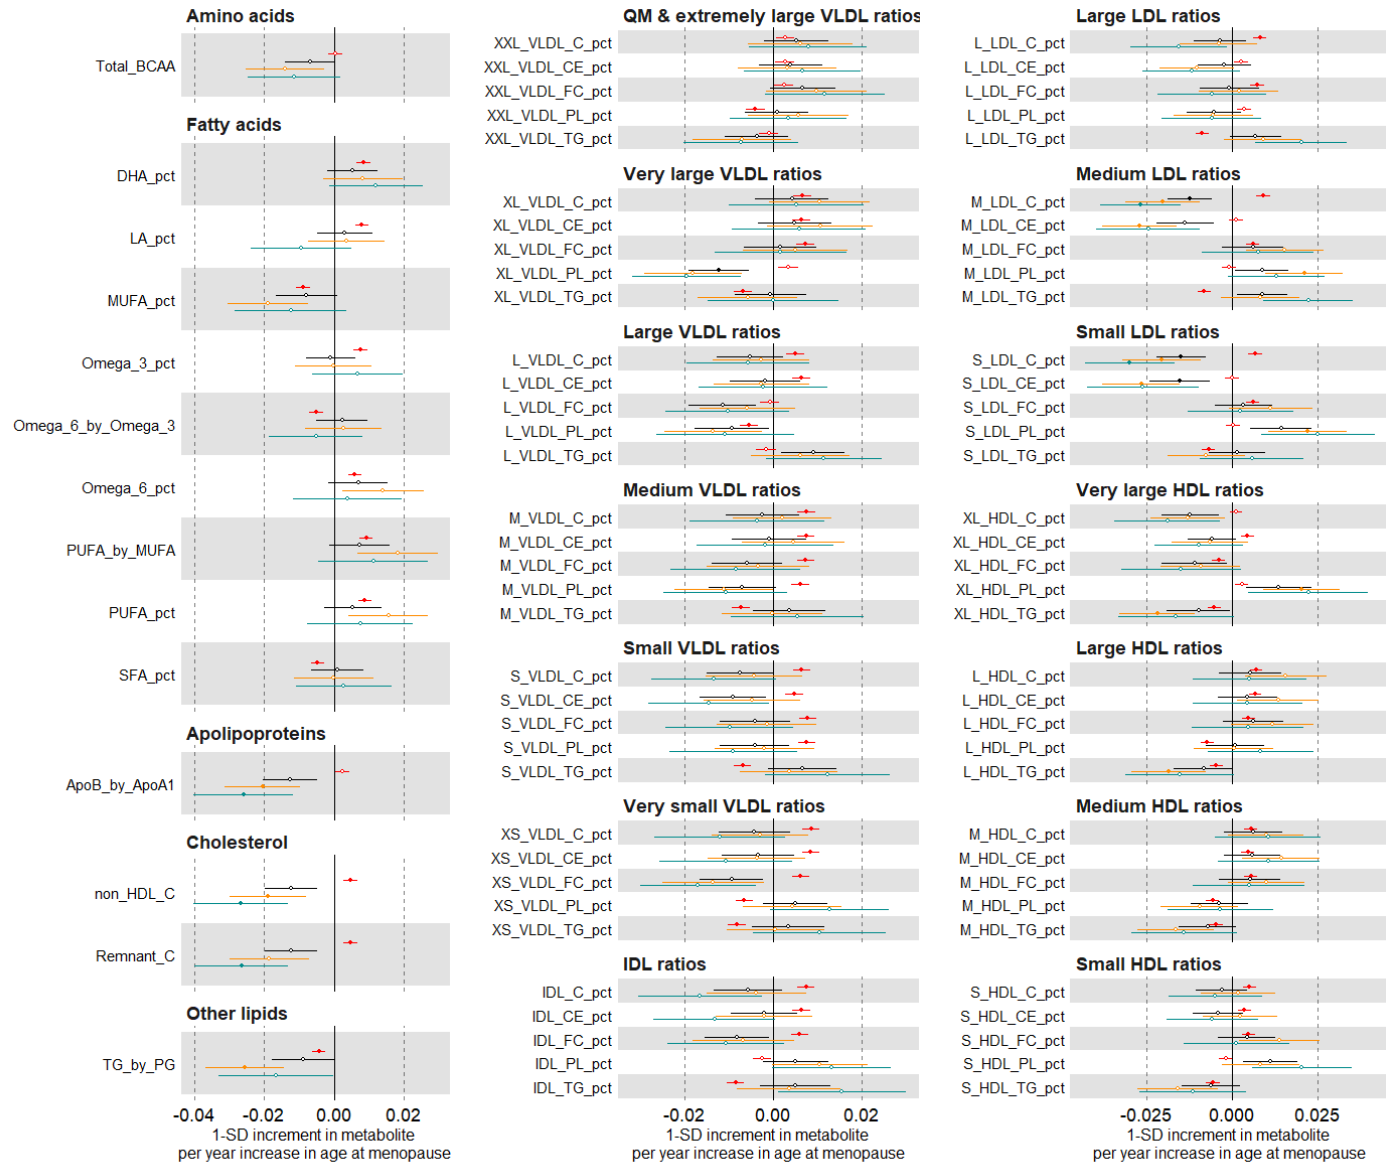 Amino acids
Total_BCAA
Fatty acids
DHA_pct
LA_pct
MUFA_pct
Omega_3_pct
Omega_6_by_Omega_3
Omega_6_pct
PUFA_by_MUFA
PUFA_pct
SFA_pct
Apolipoproteins
ApoB_by_ApoA1
Cholesterol
non_HDL_C
Remnant_C
Other lipids
TG_by_PG
-0.04 -0.02 0.00 0.02
1-SD increment in metabolite
per year increase in age at menopause
QM & extremely large VLDL ratios
XXL_VLDL_C_pct
XXL_VLDL_CE_pct
XXL_VLDL_FC_pct
XXL_VLDL_PL_pct
XXL_VLDL_TG_pct
Very large VLDL ratios
XL_VLDL_C_pct
XL_VLDL_CE_pct
XL_VLDL_FC_pct
XL_VLDL_PL_pct
XL_VLDL_TG_pct
Large VLDL ratios
L_VLDL_C_pct
L_VLDL_CE_pct
L_VLDL_FC_pct
L_VLDL_PL_pct
L_VLDL_TG_pct
Medium VLDL ratios
M_VLDL_C_pct
M_VLDL_CE_pct
M_VLDL_FC_pct
M_VLDL_PL_pct
M_VLDL_TG_pct
Small VLDL ratios
S_VLDL_C_pct
S_VLDL_CE_pct
S_VLDL_FC_pct
S_VLDL_PL_pct
S_VLDL_TG_pct
Very small VLDL ratios
XS_VLDL_C_pct
XS_VLDL_CE_pct
XS_VLDL_FC_pct
XS_VLDL_PL_pct
XS_VLDL_TG_pct
IDL ratios
IDL_C_pct
IDL_CE_pct
IDL_FC_pct
IDL_PL_pct
IDL_TG_pct
-0.02 0.00 0.02
1-SD increment in metabolite
per year increase in age at menopause
Large LDL ratios
L_LDL_C_pct
L_LDL_CE_pct
L_LDL_FC_pct
L_LDL_PL_pct
L_LDL_TG_pct
Medium LDL ratios
M_LDL_C_pct
M_LDL_CE_pct
M_LDL_FC_pct
M_LDL_PL_pct
M_LDL_TG_pct
Small LDL ratios
S_LDL_C_pct
S_LDL_CE_pct
S_LDL_FC_pct
S_LDL_PL_pct
S_LDL_TG_pct
Very large HDL ratios
XL_HDL_C_pct
XL_HDL_CE_pct
XL_HDL_FC_pct
XL_HDL_PL_pct
XL_HDL_TG_pct
Large HDL ratios
L_HDL_C_pct
L_HDL_CE_pct
L_HDL_FC_pct
L_HDL_PL_pct
L_HDL_TG_pct
Medium HDL ratios
M_HDL_C_pct
M_HDL_CE_pct
M_HDL_FC_pct
M_HDL_PL_pct
M_HDL_TG_pct
Small HDL ratios
S_HDL_C_pct
S_HDL_CE_pct
S_HDL_FC_pct
S_HDL_PL_pct
S_HDL_TG_pct
-0.025 0.000 0.025
1-SD increment in metabolite
per year increase in age at menopause